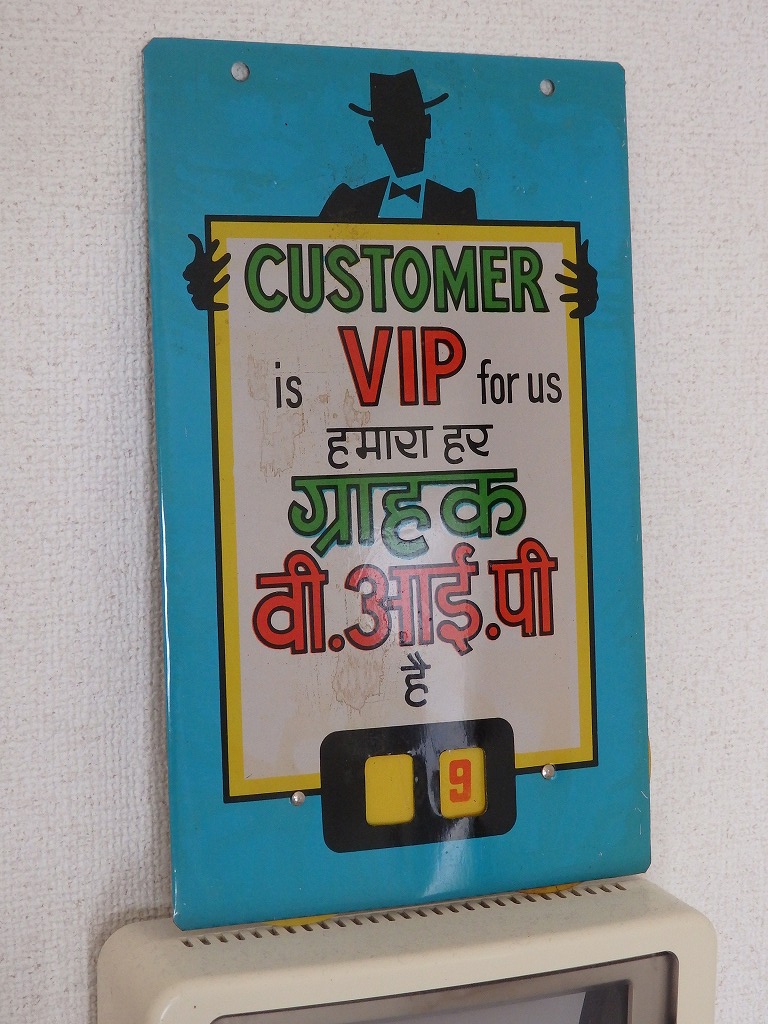 CUSTOMER
is VIP for us
हमारा हर
ग्राहक
वी.आई.पी
है
9